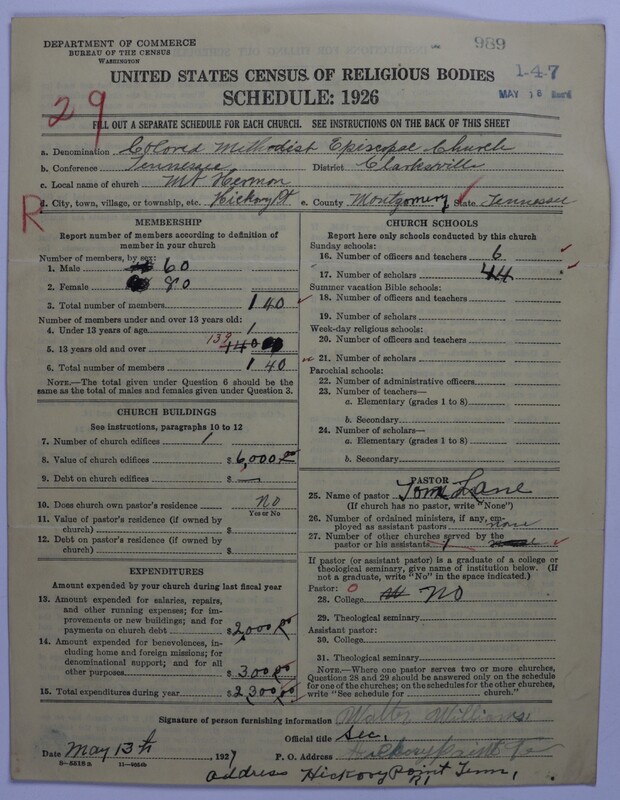 DEPARTMENT OF COMMERCE
BUREAU OF THE CENSUS
WASHINGTON
989
1-47
MAY 16
UNITED STATES CENSUS OF RELIGIOUS BODIES
SCHEDULE: 1926
29
FILL OUT A SEPARATE SCHEDULE FOR EACH CHURCH. SEE INSTRUCTIONS ON THE BACK OF THIS SHEET
a. Denomination Colored Methodist Episcopal Church
b. Conference Tennessee District Clarksville
c. Local name of church Mt Hermon
R
d. City, town, village, or township, etc. Hickory Pt e. County Montgomery State Tennessee
MEMBERSHIP
Report number of members according to definition of member in your church
Number of members, by sex:
1. Male 60
2. Female 80
3. Total number of members 140
Number of members under and over 13 years old:
4. Under 13 years of age 1
5. 13 years old and over 139
6. Total number of members 140
NOTE.—The total given under Question 6 should be the same as the total of males and females given under Question 3.
CHURCH BUILDINGS
See instructions, paragraphs 10 to 12
7. Number of church edifices 1
8. Value of church edifices $6,000.00
9. Debt on church edifices $ —
10. Does church own pastor's residence No
Yes or No
11. Value of pastor's residence (if owned by church) $
12. Debt on pastor's residence (if owned by church) $
EXPENDITURES
Amount expended by your church during last fiscal year
13. Amount expended for salaries, repairs, and other running expenses; for improvements or new buildings; and for payments on church debt $2,000.00
14. Amount expended for benevolences, including home and foreign missions; for denominational support; and for all other purposes $300.00
15. Total expenditures during year $2300.00
CHURCH SCHOOLS
Report here only schools conducted by this church
Sunday schools:
16. Number of officers and teachers 6
17. Number of scholars 44
Summer vacation Bible schools:
18. Number of officers and teachers
19. Number of scholars
Week-day religious schools:
20. Number of officers and teachers
21. Number of scholars
Parochial schools:
22. Number of administrative officers
23. Number of teachers—
a. Elementary (grades 1 to 8)
b. Secondary
24. Number of scholars—
a. Elementary (grades 1 to 8)
b. Secondary
PASTOR
25. Name of pastor Tom Lane
(If church has no pastor, write "None")
26. Number of ordained ministers, if any, employed as assistant pastors none
27. Number of other churches served by the pastor or his assistants 1
If pastor (or assistant pastor) is a graduate of a college or theological seminary, give name of institution below. (If not a graduate, write "No" in the space indicated.)
Pastor: 0
28. College No
29. Theological seminary
Assistant pastor:
30. College
31. Theological seminary
NOTE.—Where one pastor serves two or more churches, Questions 28 and 29 should be answered only on the schedule for one of the churches; on the schedules for the other churches, write "See schedule for church."
Signature of person furnishing information Walter Williams
Official title Sec.
Date May 13th, 1927 P. O. Address Hickory Point Te
8-5518 a
address Hickory Point Tenn, R1